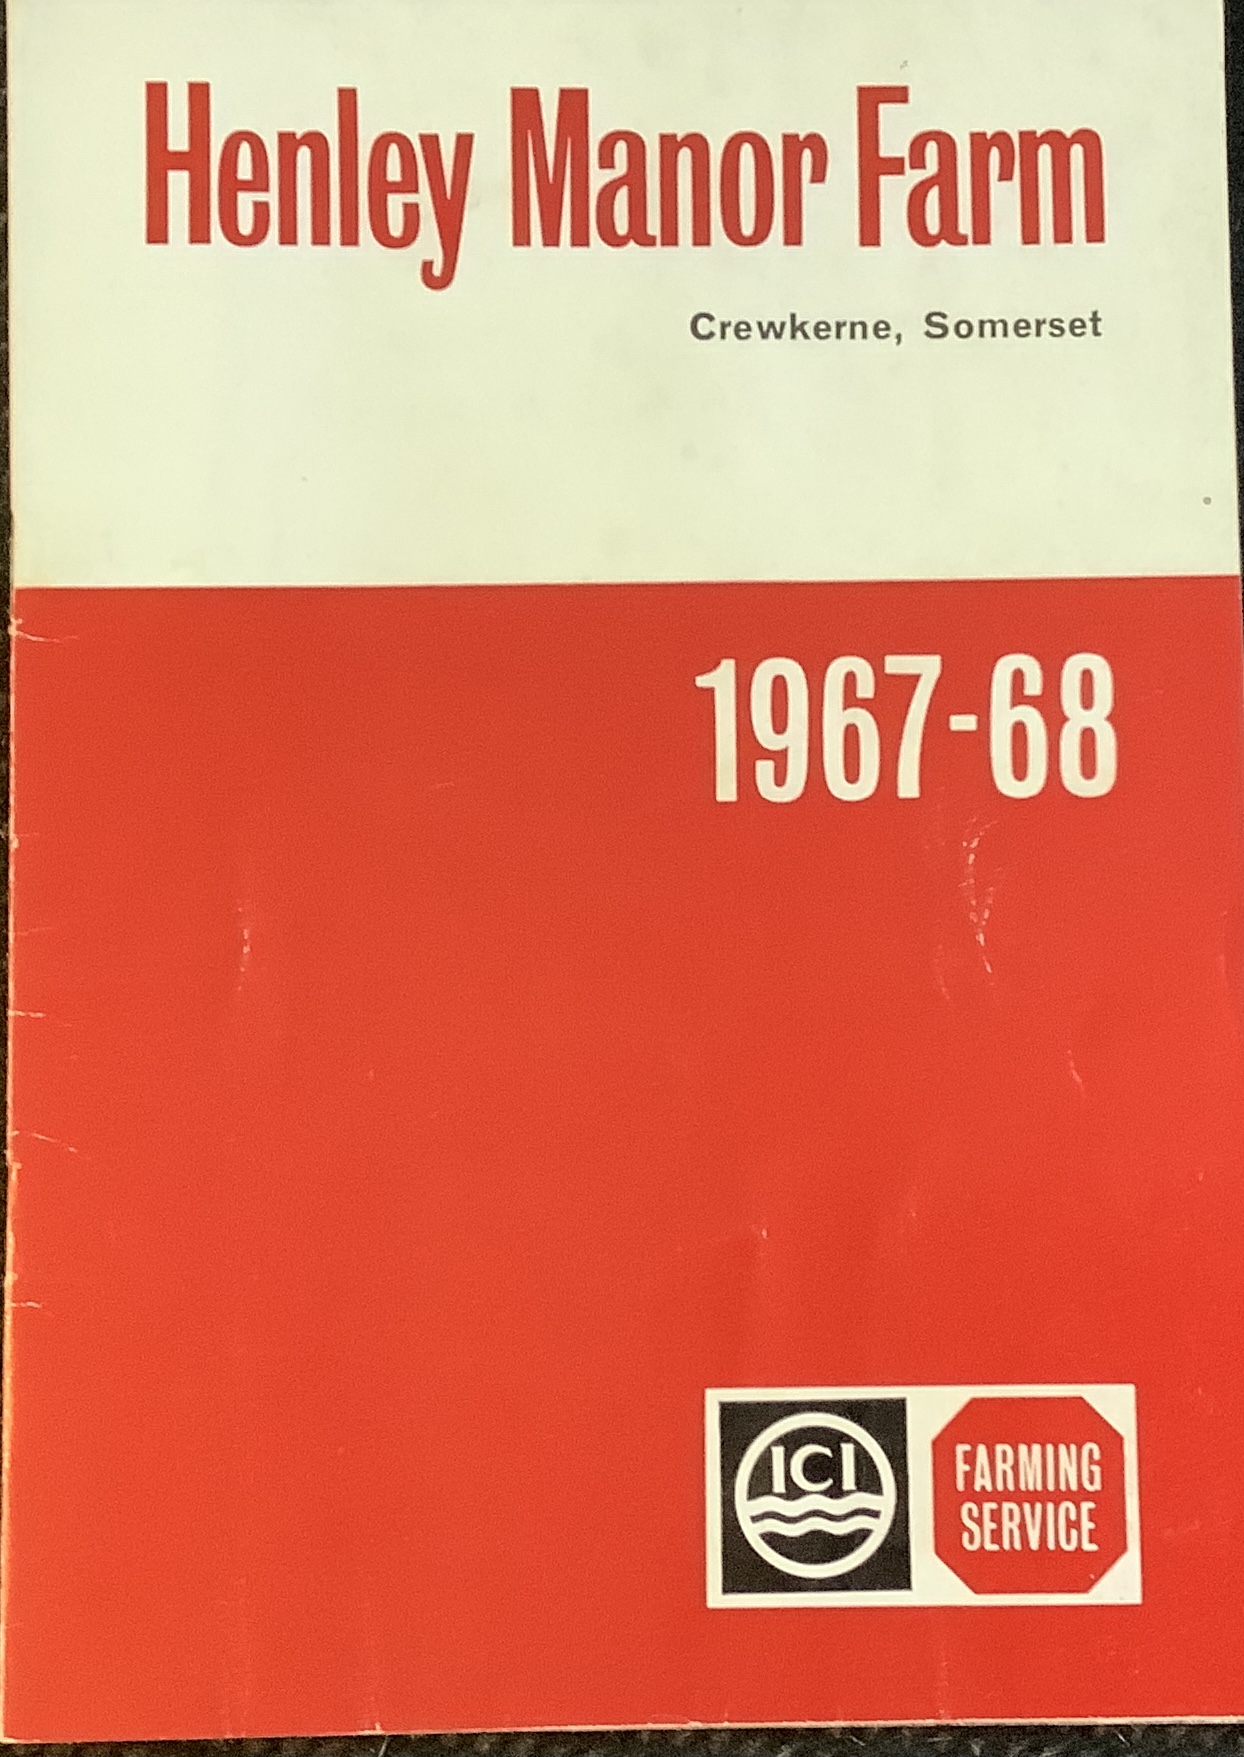 Henley Manor Farm
Crewkerne, Somerset
1967-68
ICI
FARMING
SERVICE